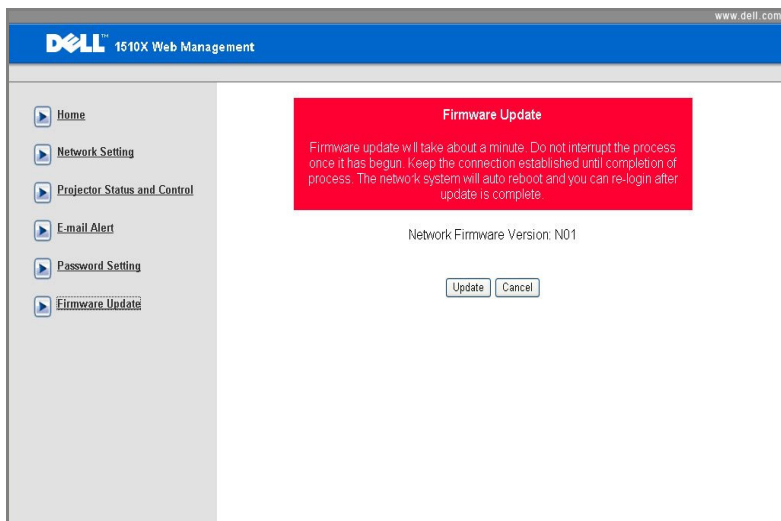 www.dell.com
DELL™ 1510X Web Management
Home
Network Setting
Projector Status and Control
E-mail Alert
Password Setting
Firmware Update
Firmware Update
Firmware update will take about a minute. Do not interrupt the process
once it has begun. Keep the connection established until completion of
process. The network system will auto reboot and you can re-login after
update is complete.
Network Firmware Version: N01
Update Cancel